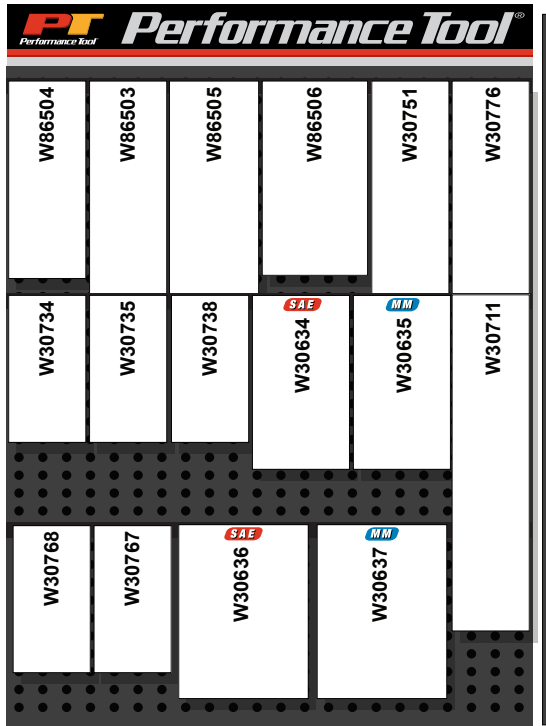 PT Performance Tool Performance Tool®
W86504 W86503 W86505 W86506 W30751 W30776
SAE MM
W30734 W30735 W30738 W30634 W30635 W30711
SAE MM
W30768 W30767 W30636 W30637